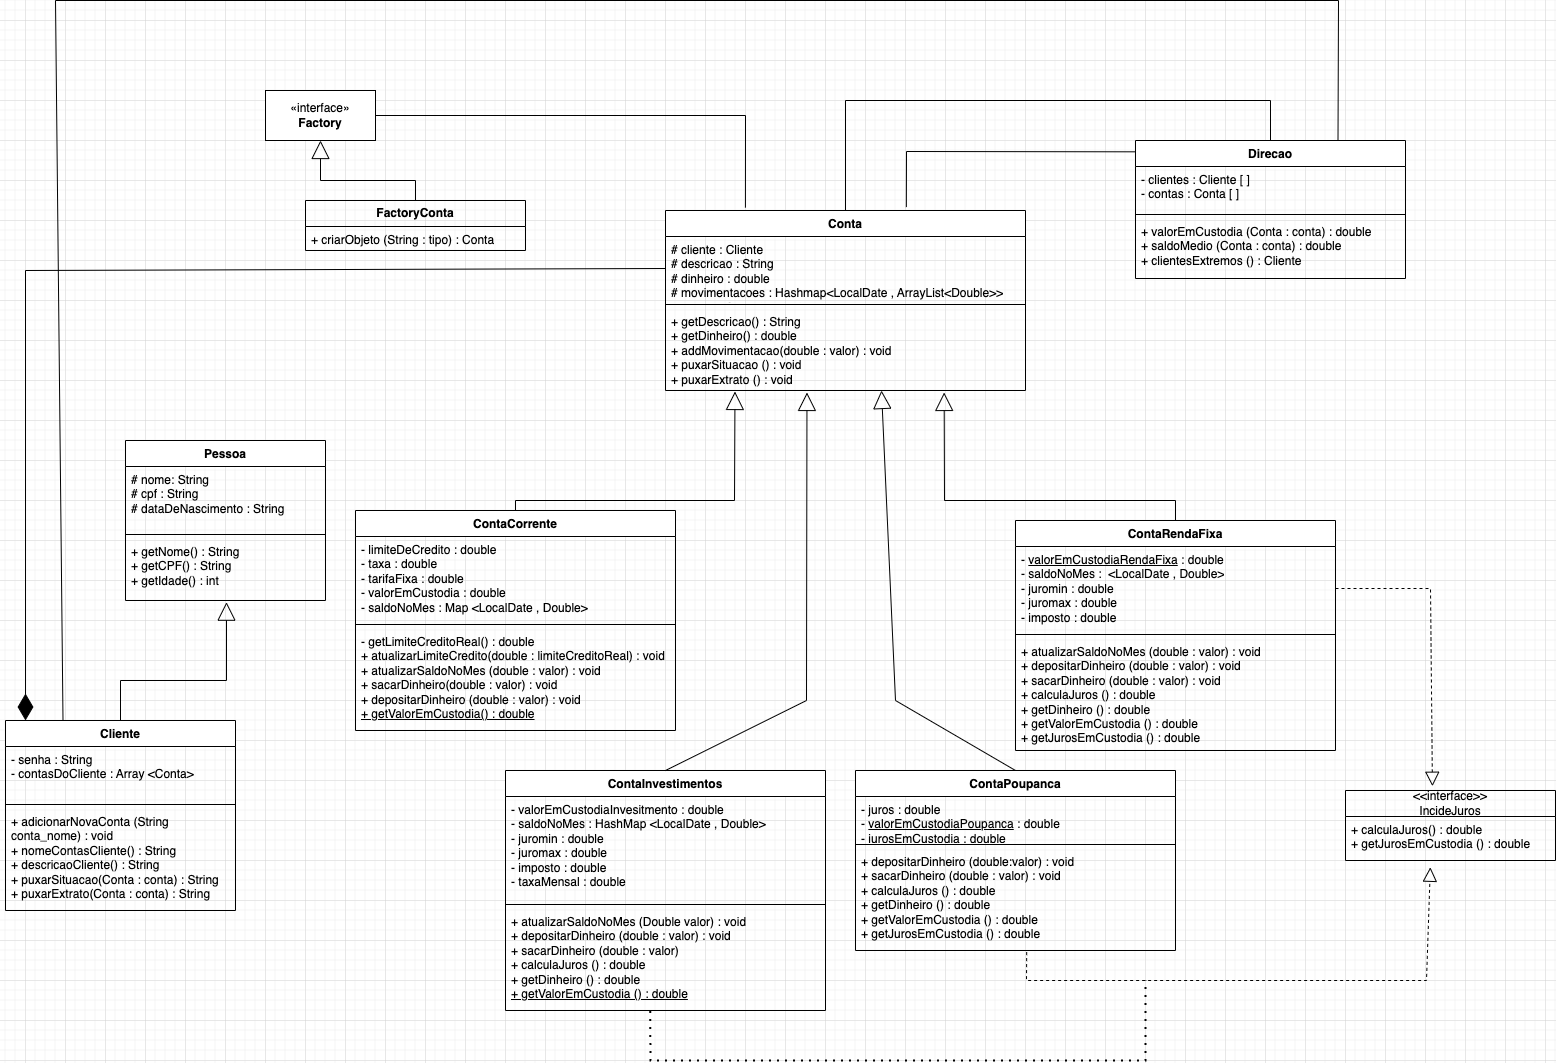 «interface»
Factory
FactoryConta
+ criarObjeto (String : tipo) : Conta
Direcao
- clientes : Cliente [ ]
- contas : Conta [ ]
+ valorEmCustodia (Conta : conta) : double
+ saldoMedio (Conta : conta) : double
+ clientesExtremos () : Cliente
Conta
# cliente : Cliente
# descricao : String
# dinheiro : double
# movimentacoes : Hashmap<LocalDate , ArrayList<Double>>
+ getDescricao() : String
+ getDinheiro() : double
+ addMovimentacao(double : valor) : void
+ puxarSituacao () : void
+ puxarExtrato () : void
Pessoa
# nome: String
# cpf : String
# dataDeNascimento : String
+ getNome() : String
+ getCPF() : String
+ getIdade() : int
ContaCorrente
- limiteDeCredito : double
- taxa : double
- tarifaFixa : double
- valorEmCustodia : double
- saldoNoMes : Map <LocalDate , Double>
- getLimiteCreditoReal() : double
+ atualizarLimiteCredito(double : limiteCreditoReal) : void
+ atualizarSaldoNoMes (double : valor) : void
+ sacarDinheiro(double : valor) : void
+ depositarDinheiro (double : valor) : void
+ getValorEmCustodia() : double
ContaRendaFixa
- valorEmCustodiaRendaFixa : double
- saldoNoMes :  <LocalDate , Double>
- juromin : double
- juromax : double
- imposto : double
+ atualizarSaldoNoMes (double : valor) : void
+ depositarDinheiro (double : valor) : void
+ sacarDinheiro (double : valor) : void
+ calculaJuros () : double
+ getDinheiro () : double
+ getValorEmCustodia () : double
+ getJurosEmCustodia () : double
Cliente
- senha : String
- contasDoCliente : Array <Conta>
+ adicionarNovaConta (String
conta_nome) : void
+ nomeContasCliente() : String
+ descricaoCliente() : String
+ puxarSituacao(Conta : conta) : String
+ puxarExtrato(Conta : conta) : String
ContaInvestimentos
- valorEmCustodiaInvesitmento : double
- saldoNoMes : HashMap <LocalDate , Double>
- juromin : double
- juromax : double
- imposto : double
- taxaMensal : double
+ atualizarSaldoNoMes (Double valor) : void
+ depositarDinheiro (double : valor) : void
+ sacarDinheiro (double : valor)
+ calculaJuros () : double
+ getDinheiro () : double
+ getValorEmCustodia () : double
ContaPoupanca
- juros : double
- valorEmCustodiaPoupanca : double
- jurosEmCustodia : double
+ depositarDinheiro (double:valor) : void
+ sacarDinheiro (double : valor) : void
+ calculaJuros () : double
+ getDinheiro () : double
+ getValorEmCustodia () : double
+ getJurosEmCustodia () : double
<<interface>>
IncideJuros
+ calculaJuros() : double
+ getJurosEmCustodia () : double